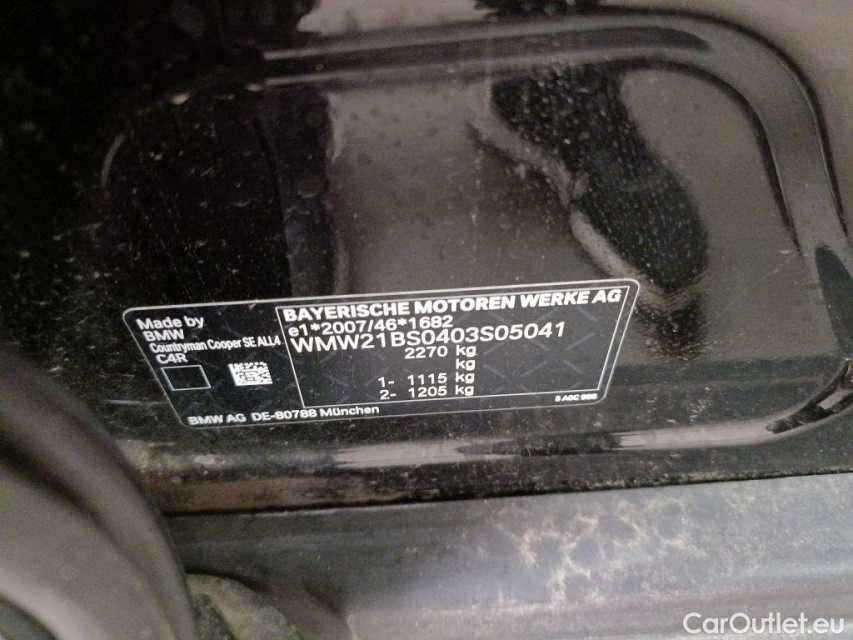 Made by
BMW
Countryman Cooper SE ALL4
C4R
BAYERISCHE MOTOREN WERKE AG
e1*2007/46*1682
WMW21BS0403S05041
2270 kg
kg
1- 1115 kg
2- 1205 kg
BMW AG DE-80788 München
CarOutlet.eu